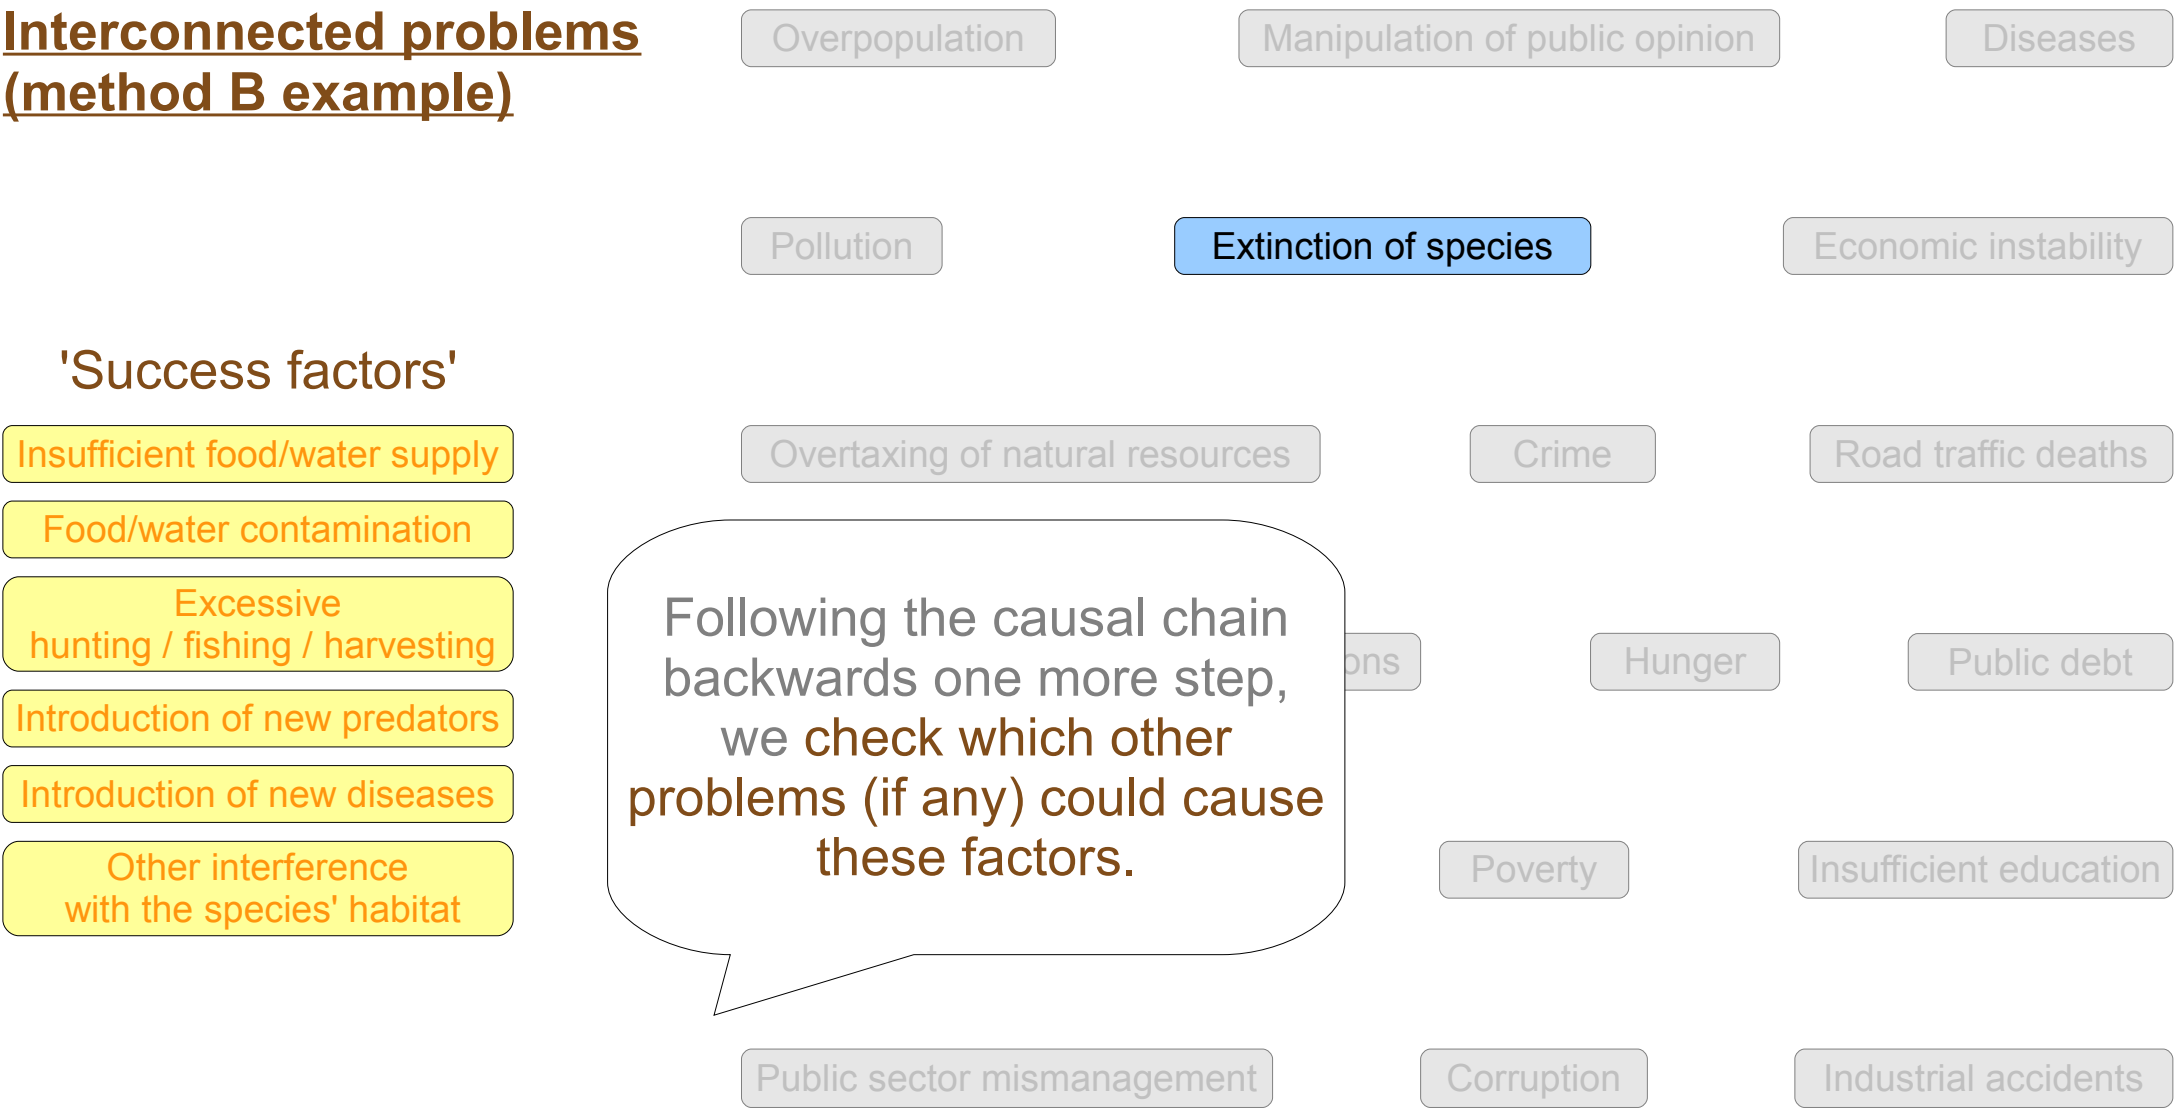 Interconnected problems
(method B example)
Overpopulation
Manipulation of public opinion
Diseases
Pollution
Extinction of species
Economic instability
'Success factors'
Insufficient food/water supply
Food/water contamination
Excessive
hunting / fishing / harvesting
Introduction of new predators
Introduction of new diseases
Other interference
with the species' habitat
Overtaxing of natural resources
Crime
Road traffic deaths
Following the causal chain
backwards one more step,
we check which other
problems (if any) could cause
these factors.
Hunger
Public debt
Poverty
Insufficient education
Public sector mismanagement
Corruption
Industrial accidents